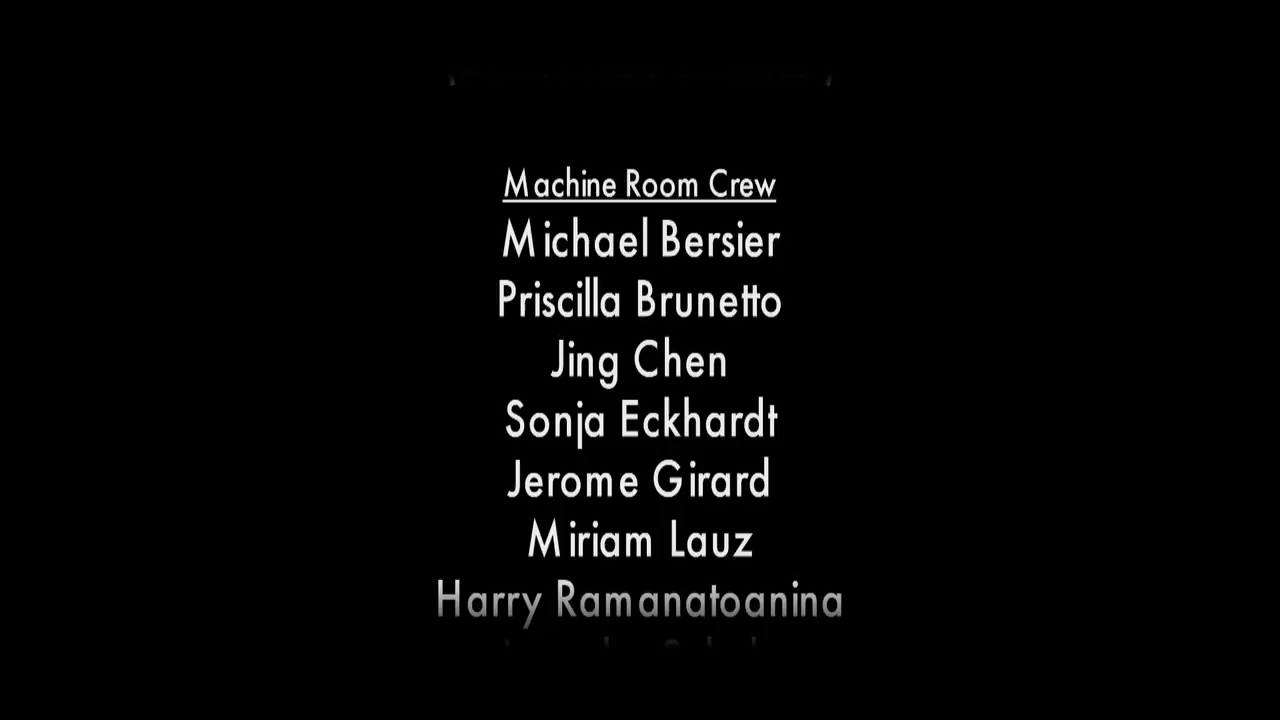 Machine Room Crew
Michael Bersier
Priscilla Brunetto
Jing Chen
Sonja Eckhardt
Jerome Girard
Miriam Lauz
Harry Ramanatoanina